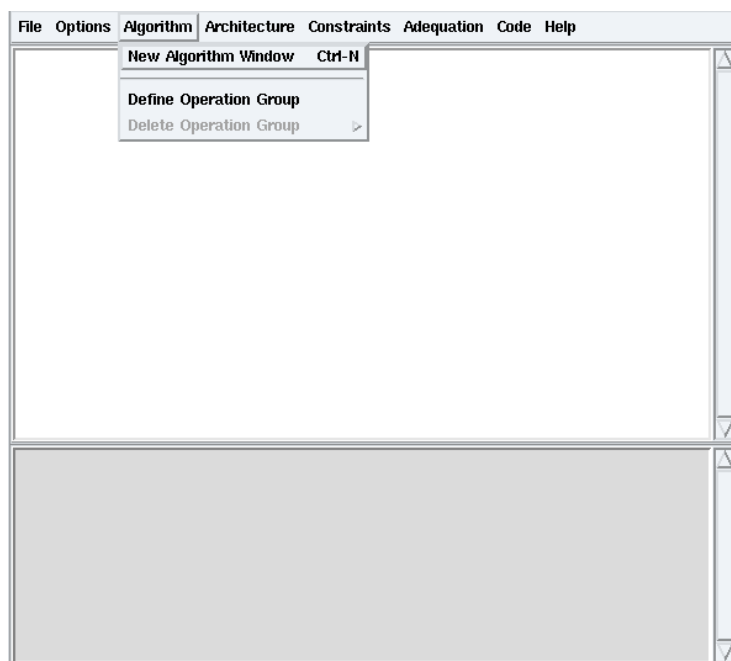 File Options Algorithm Architecture Constraints Adequation Code Help
New Algorithm Window Ctrl-N
Define Operation Group
Delete Operation Group